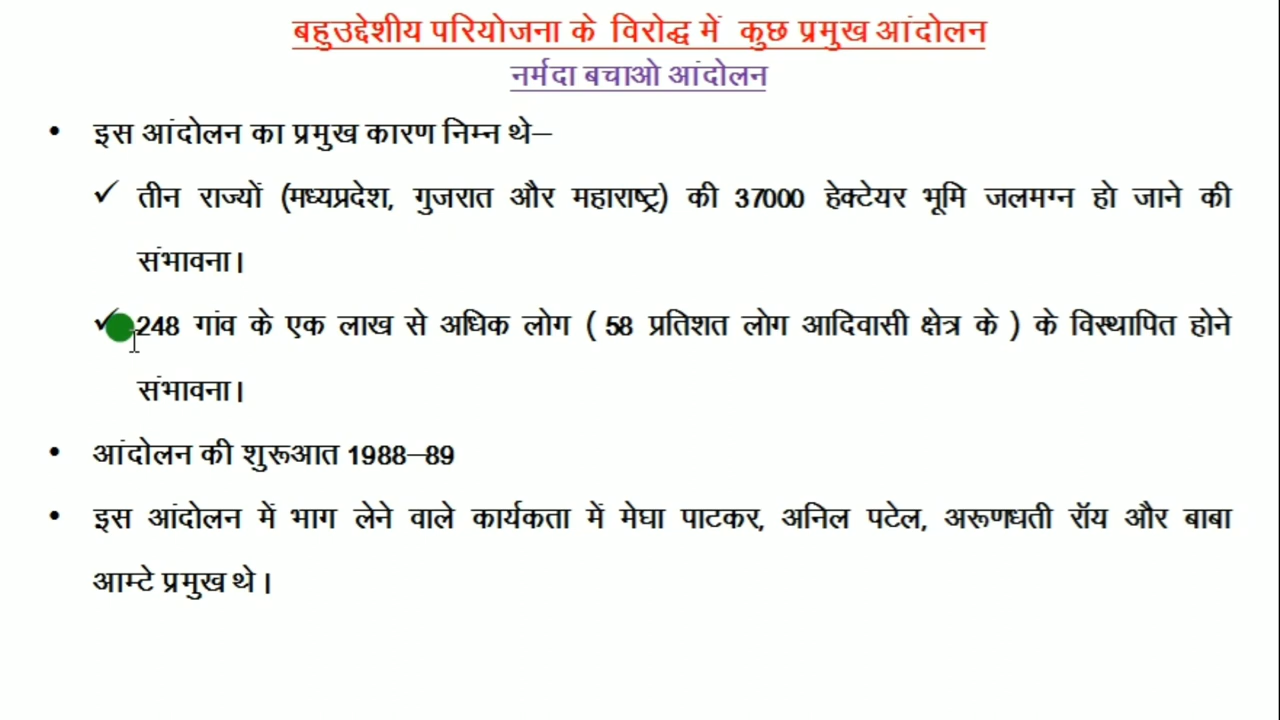 बहुउद्देशीय परियोजना के विरोद्ध में कुछ प्रमुख आंदोलन
नर्मदा बचाओ आंदोलन
• इस आंदोलन का प्रमुख कारण निम्न थे–
✓ तीन राज्यों (मध्यप्रदेश, गुजरात और महाराष्ट्र) की 37000 हेक्टेयर भूमि जलमग्न हो जाने की
संभावना।
✓ 248 गांव के एक लाख से अधिक लोग ( 58 प्रतिशत लोग आदिवासी क्षेत्र के ) के विस्थापित होने
संभावना।
• आंदोलन की शुरूआत 1988–89
• इस आंदोलन में भाग लेने वाले कार्यकता में मेघा पाटकर, अनिल पटेल, अरूणधती रॉय और बाबा
आम्टे प्रमुख थे।